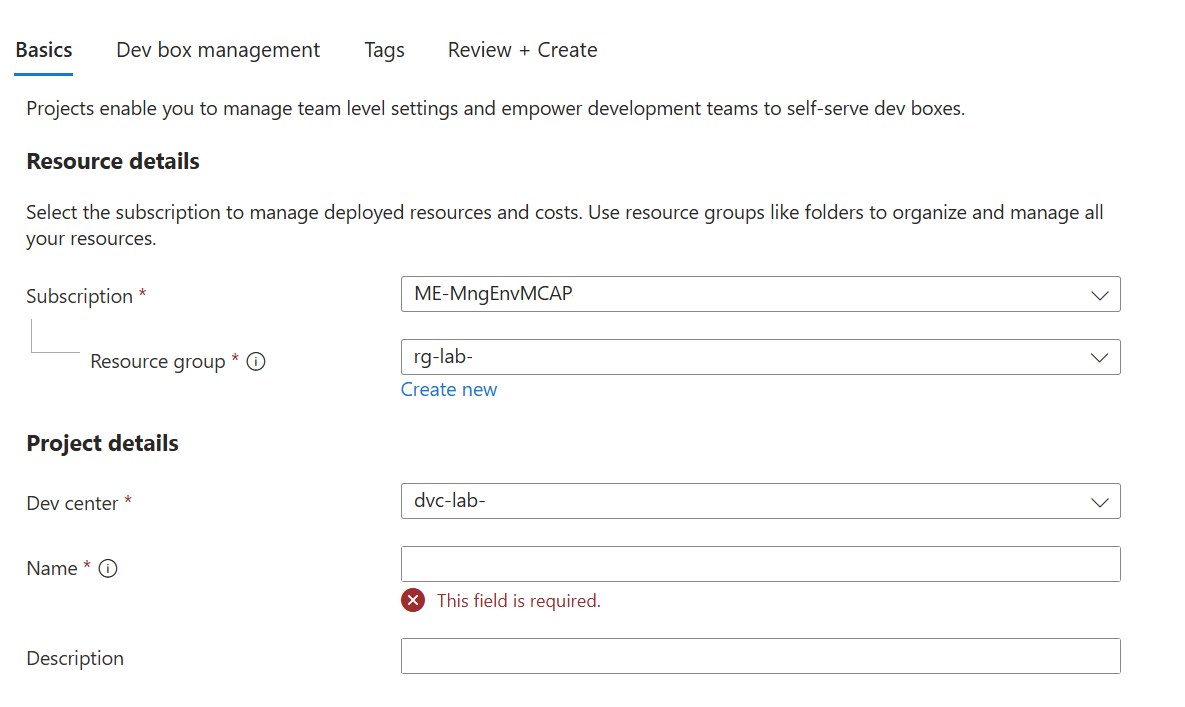 Basics Dev box management Tags Review + Create
Projects enable you to manage team level settings and empower development teams to self-serve dev boxes.
Resource details
Select the subscription to manage deployed resources and costs. Use resource groups like folders to organize and manage all
your resources.
Subscription * ME-MngEnvMCAP
Resource group * rg-lab-
Create new
Project details
Dev center * dvc-lab-
Name *
This field is required.
Description